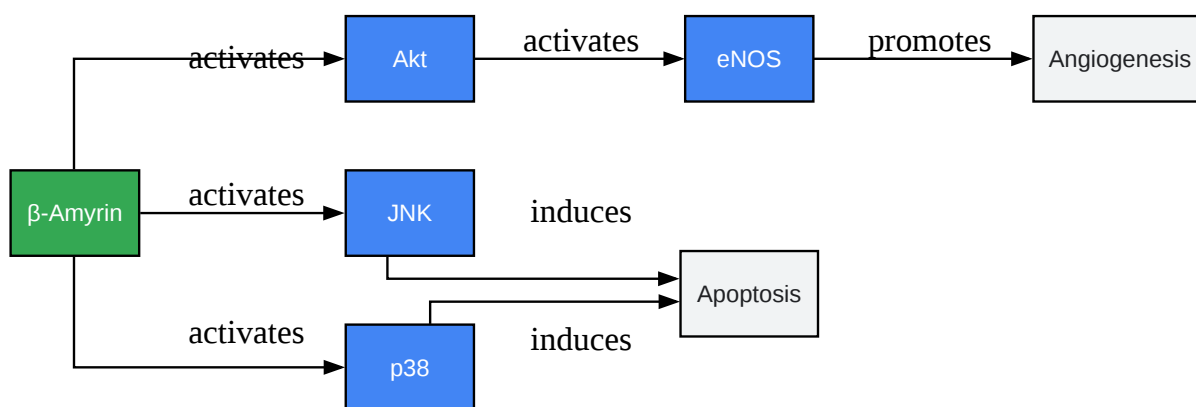 activates
Akt
activates
eNOS
promotes
Angiogenesis
β-Amyrin
activates
JNK
induces
Apoptosis
activates
p38
induces